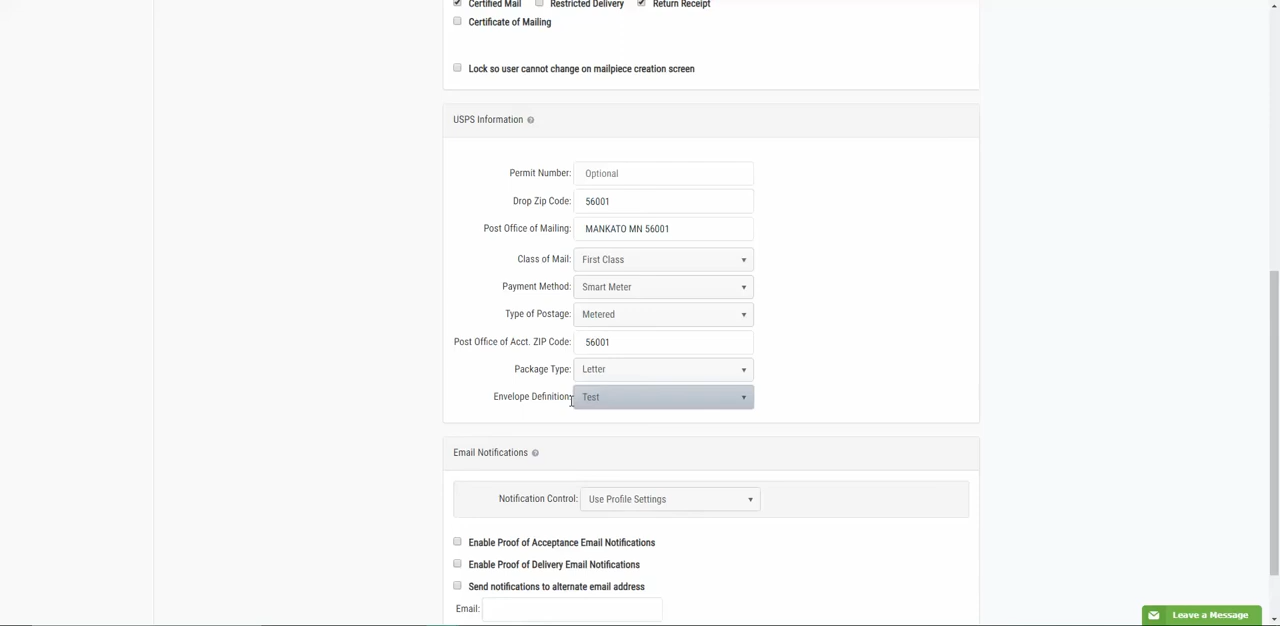 Certified Mail Restricted Delivery Return Receipt
Certificate of Mailing
Lock so user cannot change on mailpiece creation screen
USPS Information
Permit Number: Optional
Drop Zip Code: 56001
Post Office of Mailing: MANKATO MN 56001
Class of Mail: First Class
Payment Method: Smart Meter
Type of Postage: Metered
Post Office of Acct. ZIP Code: 56001
Package Type: Letter
Envelope Definition: Test
Email Notifications
Notification Control: Use Profile Settings
Enable Proof of Acceptance Email Notifications
Enable Proof of Delivery Email Notifications
Send notifications to alternate email address
Email:
Leave a Message